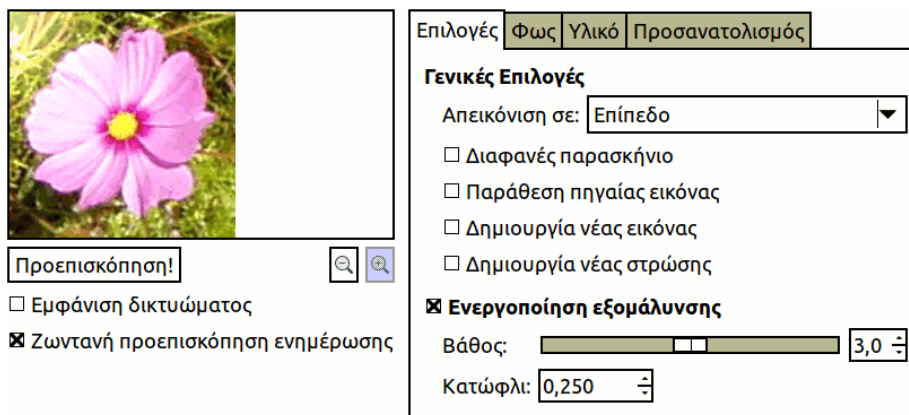 Προεπισκόπηση!
Εμφάνιση δικτυώματος
Ζωντανή προεπισκόπηση ενημέρωσης
Επιλογές Φως Υλικό Προσανατολισμός
Γενικές Επιλογές
Απεικόνιση σε: Επίπεδο
Διαφανές παρασκήνιο
Παράθεση πηγαίας εικόνας
Δημιουργία νέας εικόνας
Δημιουργία νέας στρώσης
Ενεργοποίηση εξομάλυνσης
Βάθος: 3,0
Κατώφλι: 0,250